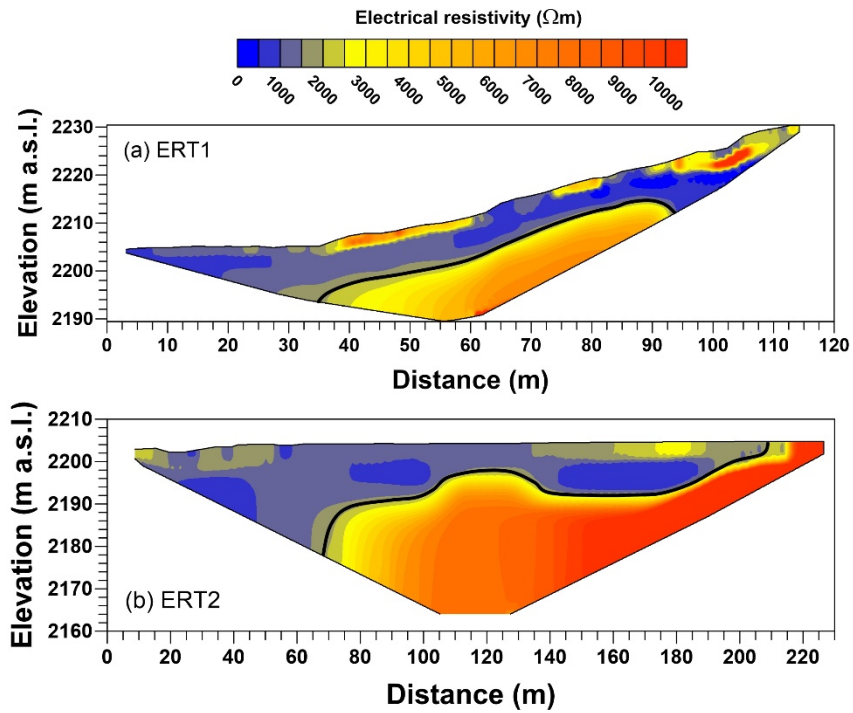 Electrical resistivity (Ωm)
0 1000 2000 3000 4000 5000 6000 7000 8000 9000 10000
Elevation (m a.s.l.)
2230
2220
2210
2200
2190
(a) ERT1
0 10 20 30 40 50 60 70 80 90 100 110 120
Distance (m)
Elevation (m a.s.l.)
2210
2200
2190
2180
2170
2160
(b) ERT2
0 20 40 60 80 100 120 140 160 180 200 220
Distance (m)